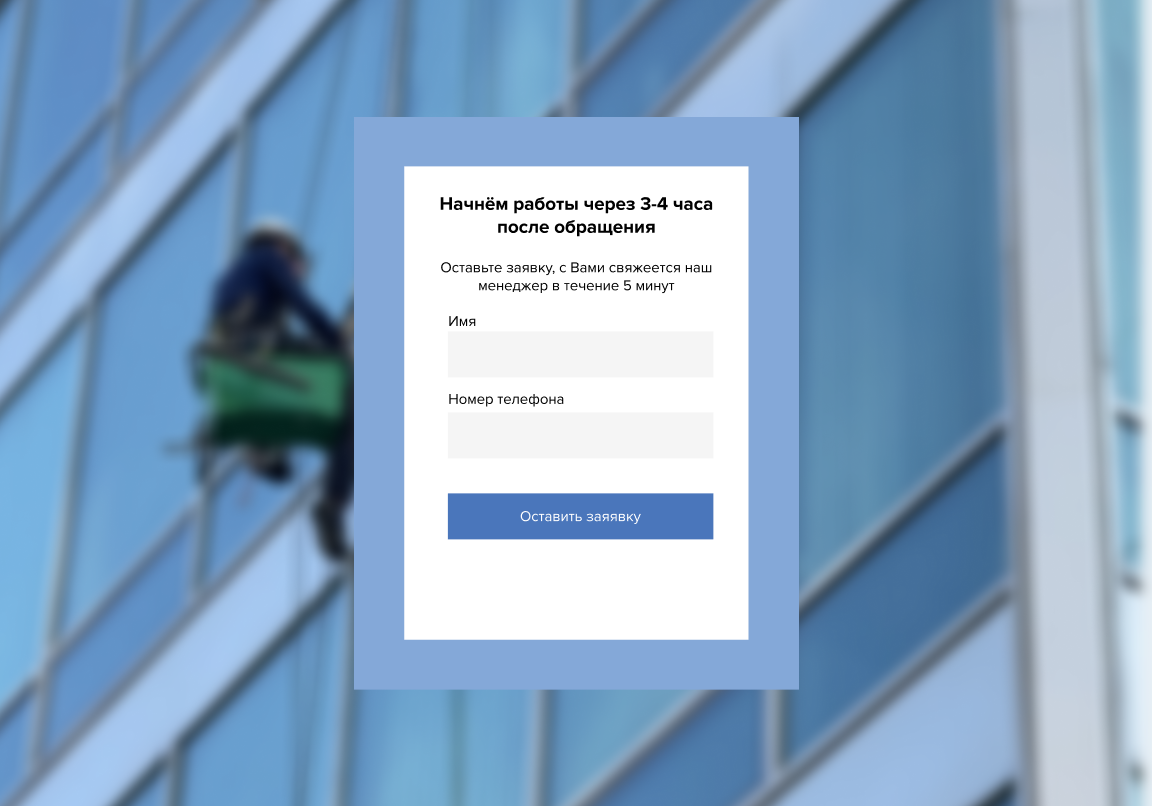 Начнём работы через 3-4 часа
после обращения
Оставьте заявку, с Вами свяжеется наш
менеджер в течение 5 минут
Имя
Номер телефона
Оставить заяявку